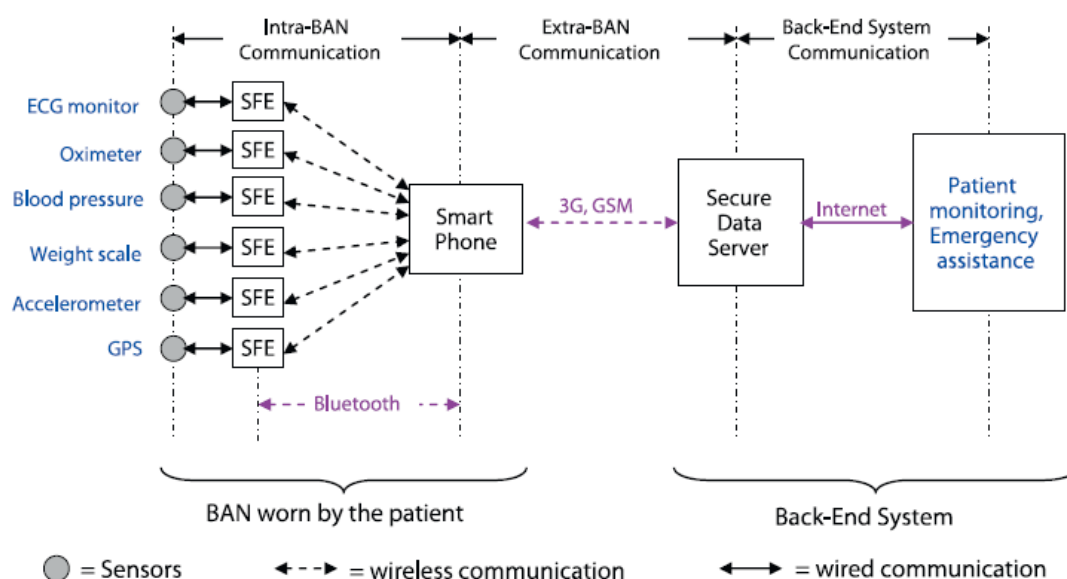 Intra-BAN
Communication
Extra-BAN
Communication
Back-End System
Communication
ECG monitor
SFE
Oximeter
SFE
Blood pressure
SFE
Weight scale
SFE
Accelerometer
SFE
GPS
SFE
Smart
Phone
3G, GSM
Secure
Data
Server
Internet
Patient
monitoring,
Emergency
assistance
Bluetooth
BAN worn by the patient
Back-End System
= Sensors
= wireless communication
= wired communication